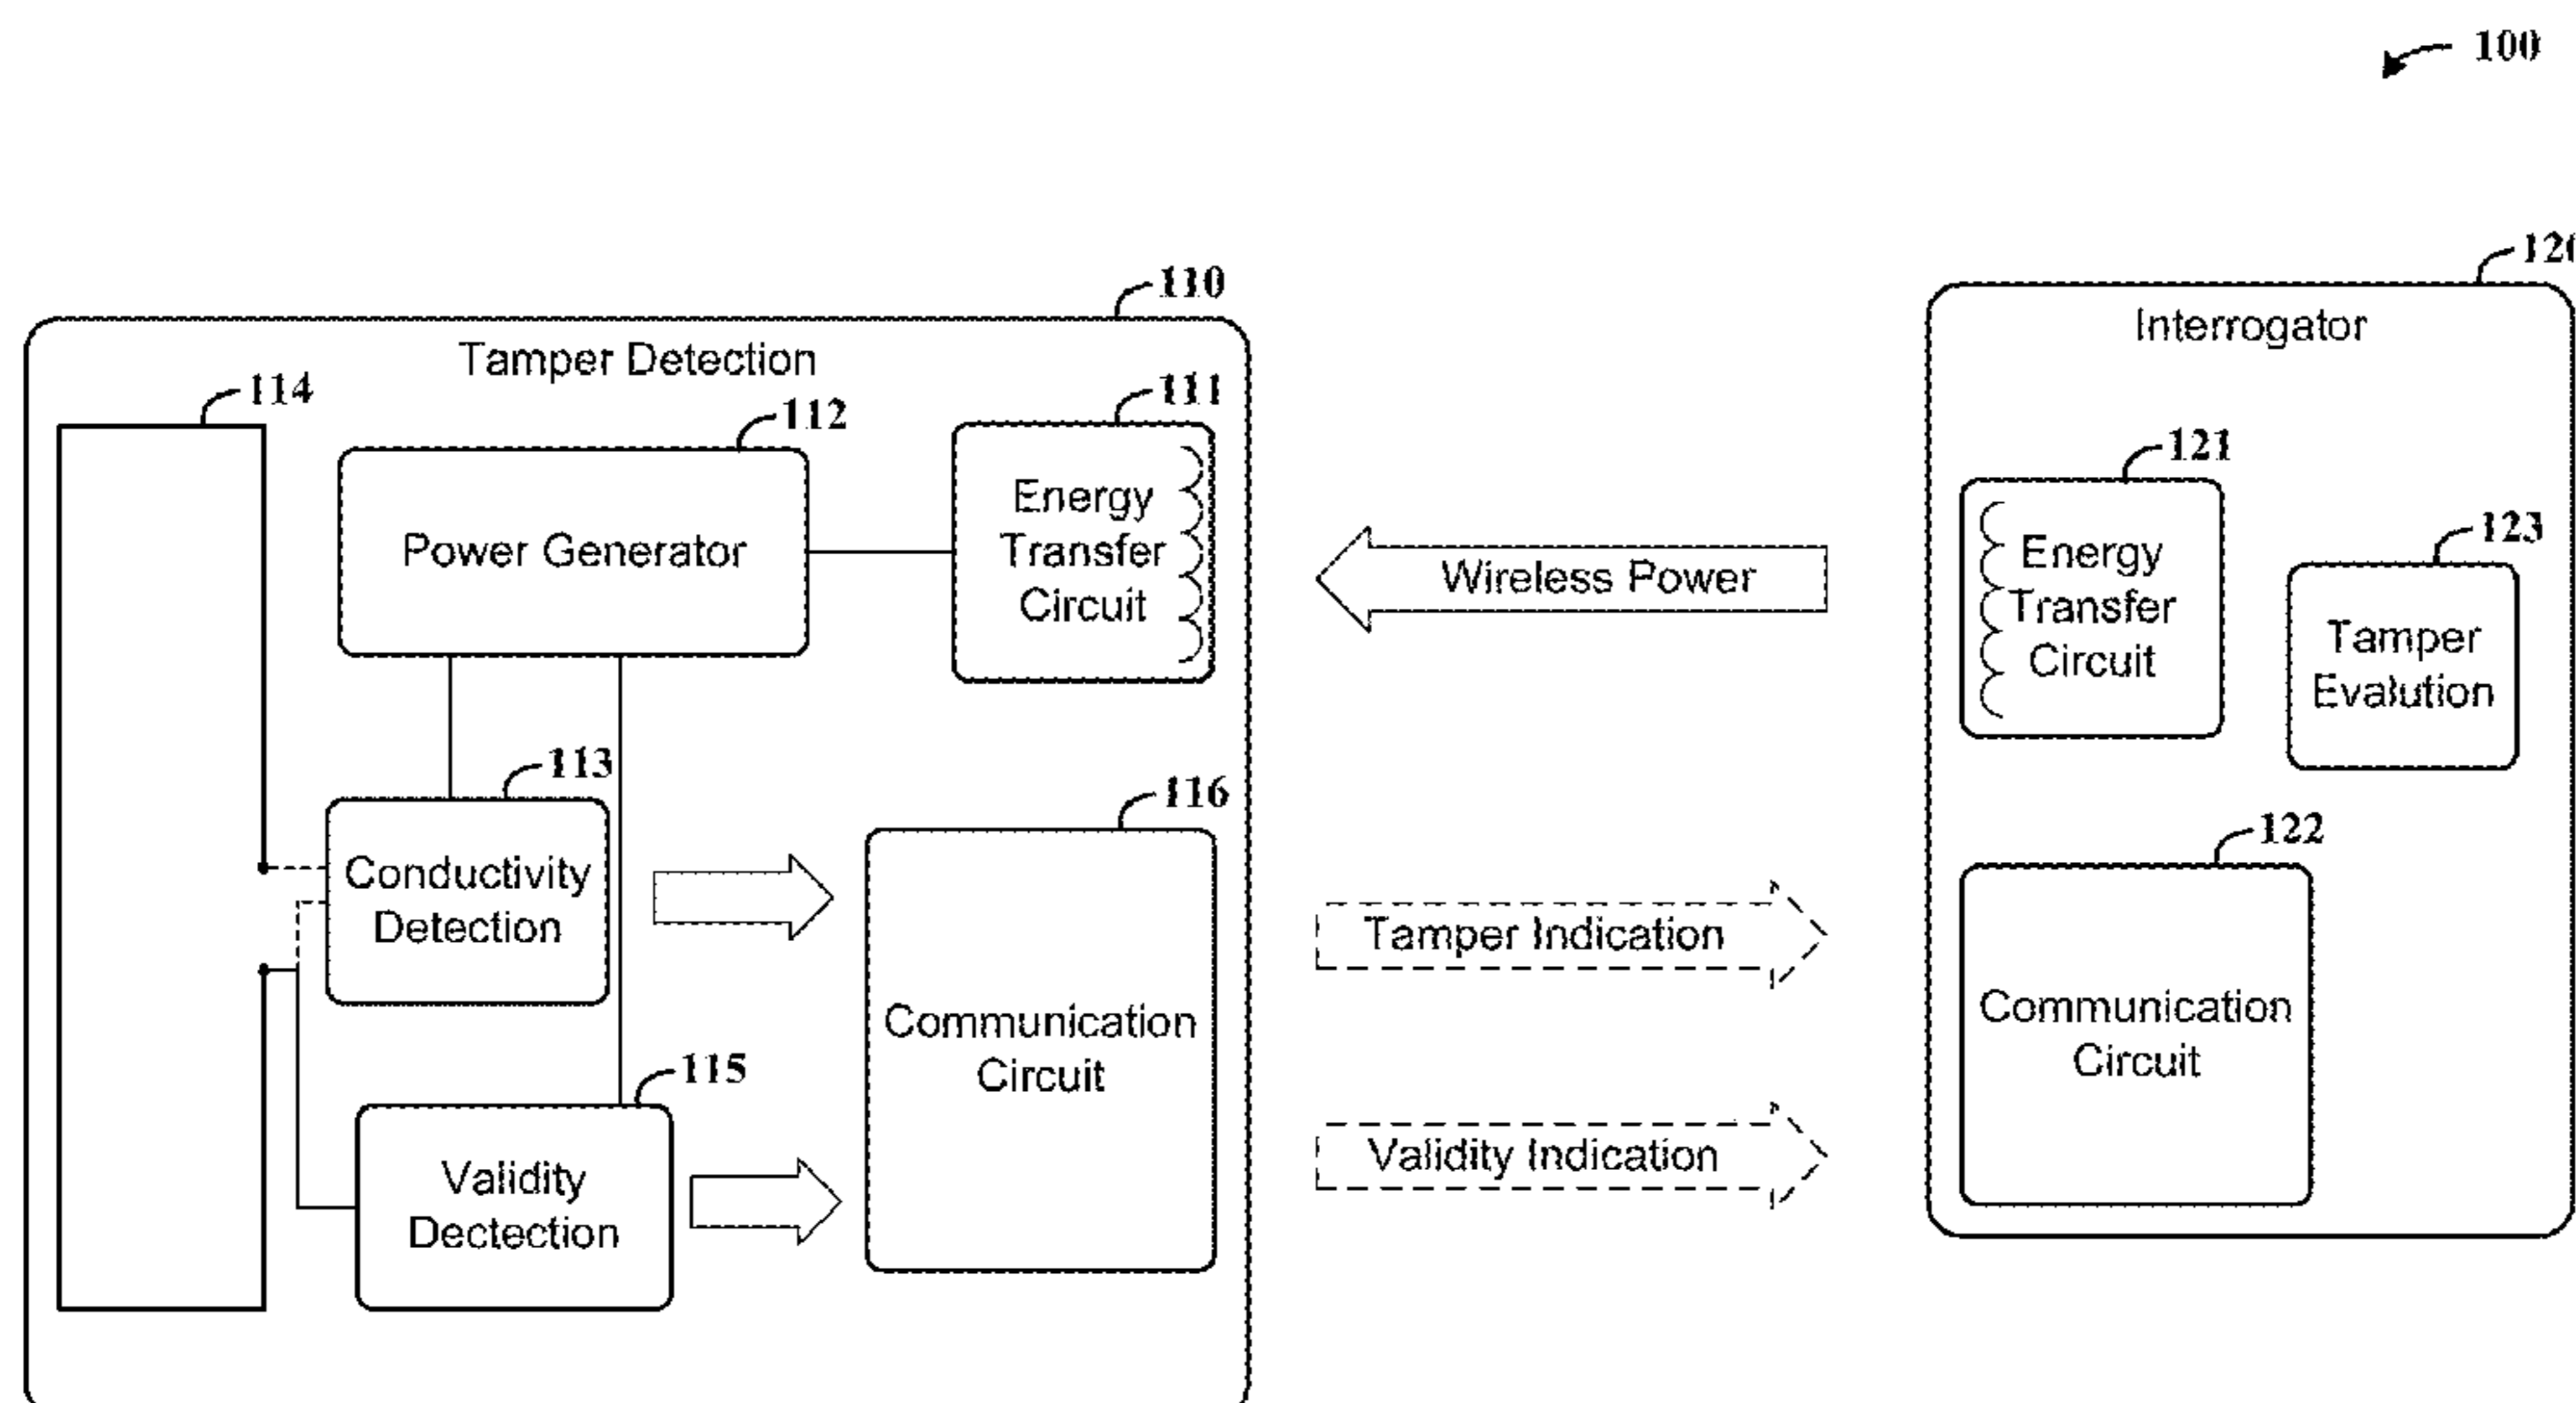 100
110
120
Tamper Detection
Interrogator
114
112
111
121
123
Power Generator
Energy
Transfer
Circuit
Wireless Power
Energy
Transfer
Circuit
Tamper
Evalution
113
116
122
Conductivity
Detection
Communication
Circuit
Tamper Indication
Communication
Circuit
115
Validity
Dectection
Validity Indication